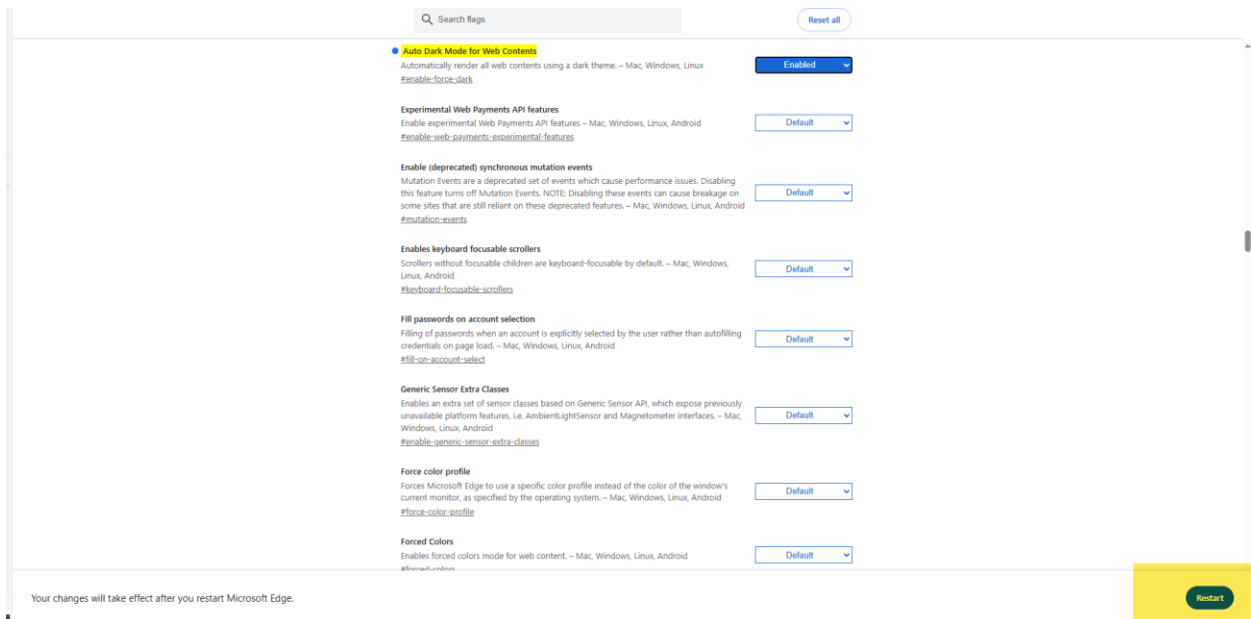 Search flags
Reset all
Auto Dark Mode for Web Contents
Automatically render all web contents using a dark theme. – Mac, Windows, Linux
#enable-force-dark
Enabled
Experimental Web Payments API features
Enable experimental Web Payments API features – Mac, Windows, Linux, Android
#enable-web-payments-experimental-features
Default
Enable (deprecated) synchronous mutation events
Mutation Events are a deprecated set of events which cause performance issues. Disabling
this feature turns off Mutation Events. NOTE: Disabling these events can cause breakage on
some sites that are still reliant on these deprecated features. – Mac, Windows, Linux, Android
#mutation-events
Default
Enables keyboard focusable scrollers
Scrollers without focusable children are keyboard-focusable by default. – Mac, Windows,
Linux, Android
#keyboard-focusable-scrollers
Default
Fill passwords on account selection
Filling of passwords when an account is explicitly selected by the user rather than autofilling
credentials on page load. – Mac, Windows, Linux, Android
#fill-on-account-select
Default
Generic Sensor Extra Classes
Enables an extra set of sensor classes based on Generic Sensor API, which expose previously
unavailable platform features, i.e. AmbientLightSensor and Magnetometer interfaces. – Mac,
Windows, Linux, Android
#enable-generic-sensor-extra-classes
Default
Force color profile
Forces Microsoft Edge to use a specific color profile instead of the color of the window's
current monitor, as specified by the operating system. – Mac, Windows, Linux, Android
#force-color-profile
Default
Forced Colors
Enables forced colors mode for web content. – Mac, Windows, Linux, Android
#forced-colors
Default
Your changes will take effect after you restart Microsoft Edge.
Restart